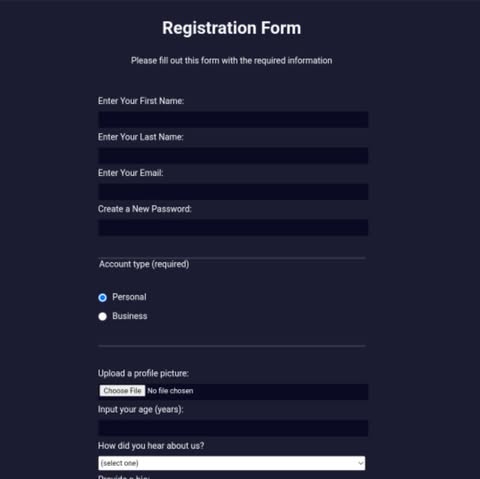 Registration Form
Please fill out this form with the required information
Enter Your First Name:
Enter Your Last Name:
Enter Your Email:
Create a New Password:
Account type (required)
Personal
Business
Upload a profile picture:
Choose File No file chosen
Input your age (years):
How did you hear about us?
(select one)
Provide a bio: